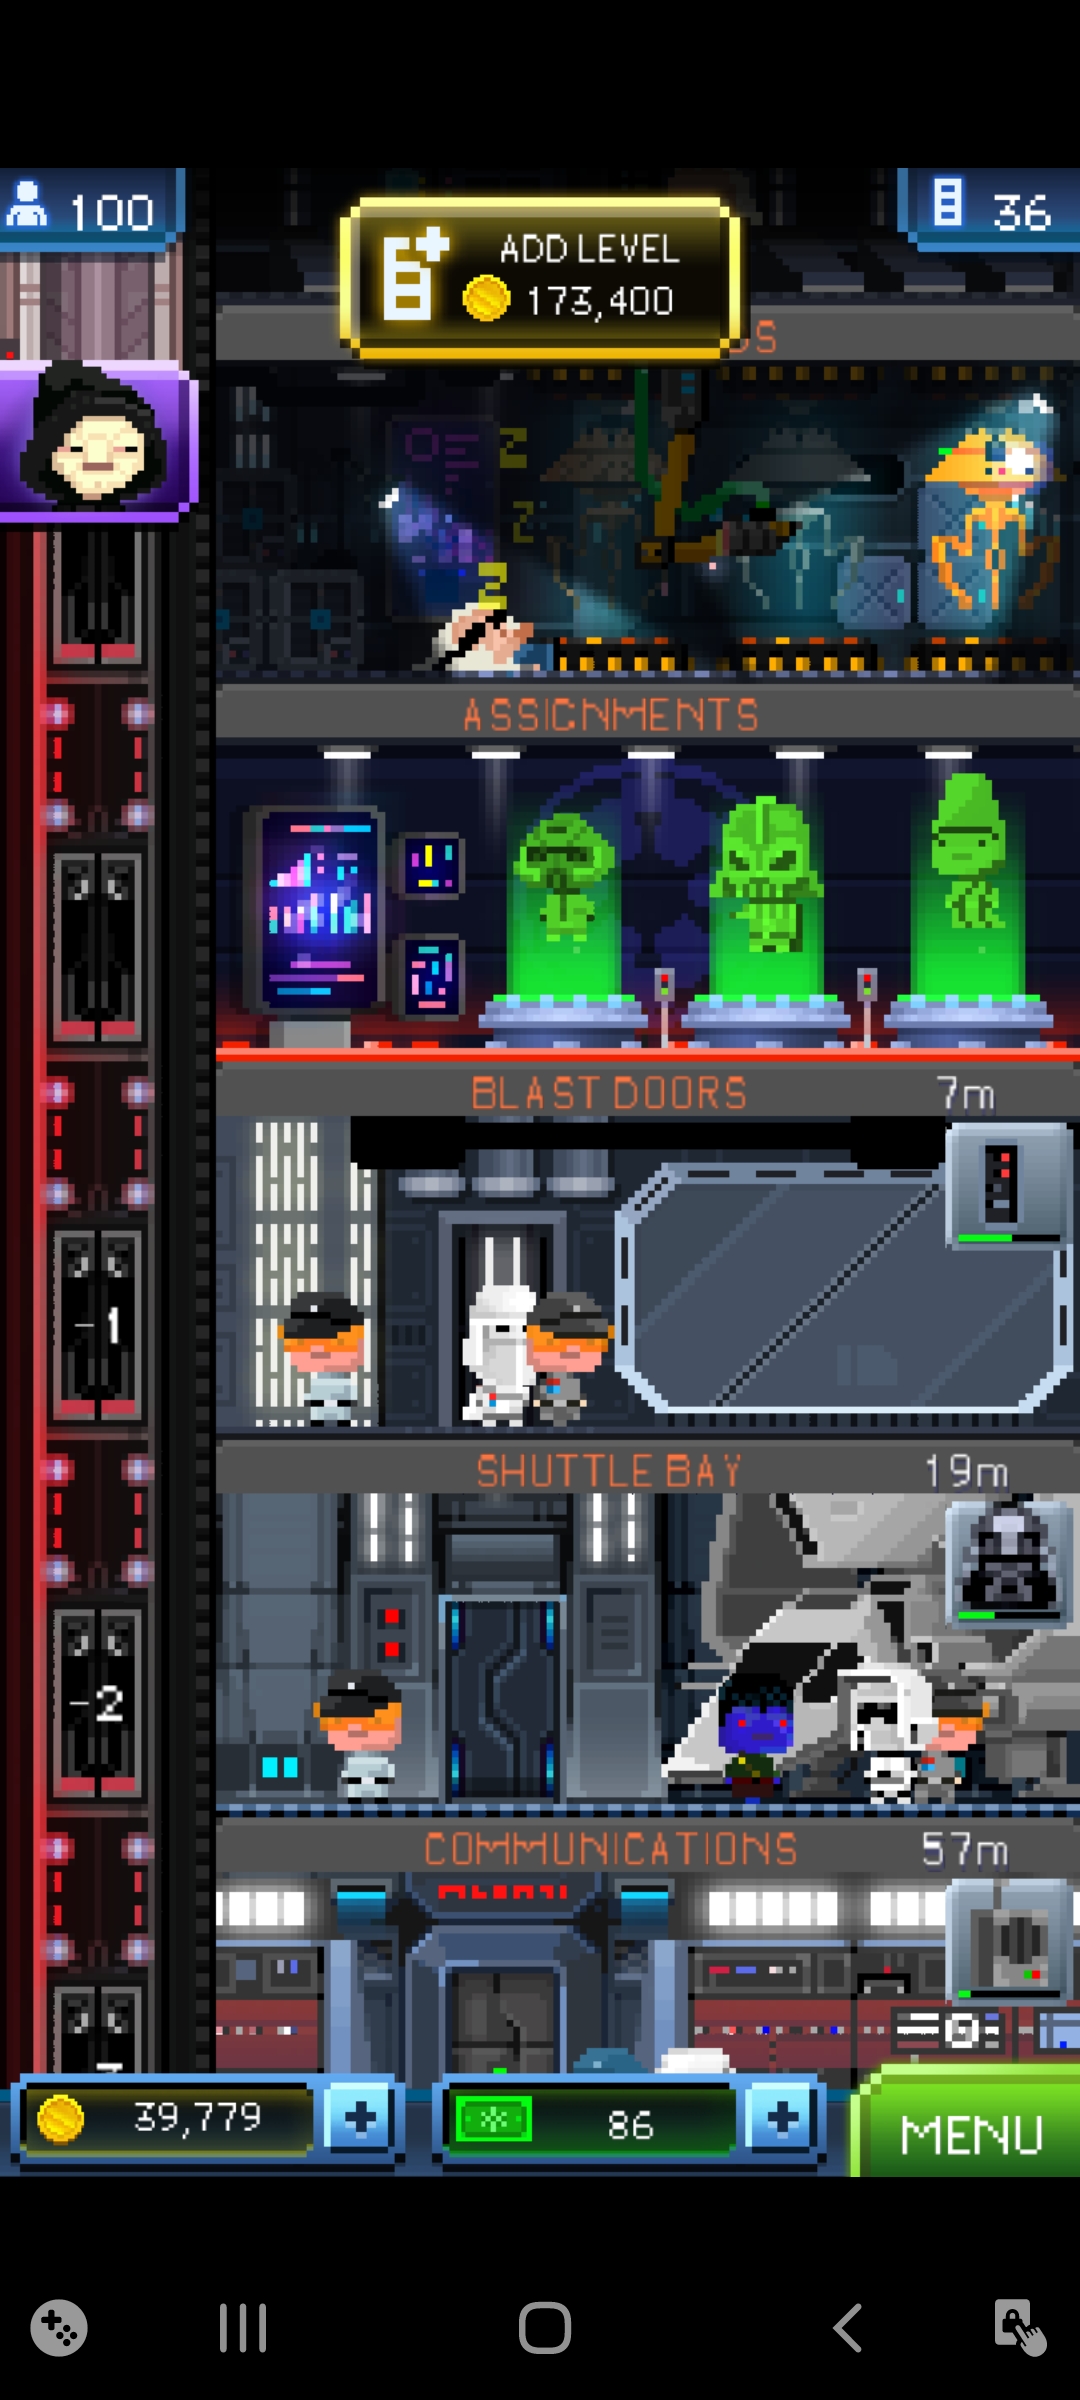 100
36
ADD LEVEL
173,400
DS
Z
Z
Z
ASSIGNMENTS
BLAST DOORS 7m
-1
SHUTTLE BAY 19m
-2
COMMUNICATIONS 57m
39,779
86
MENU